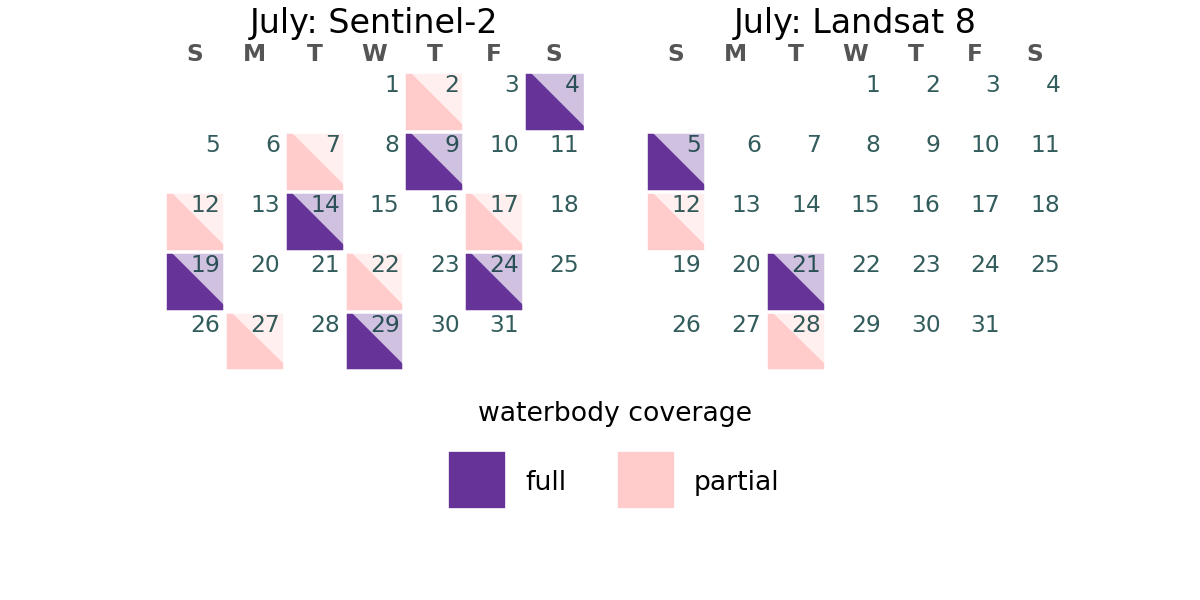 July: Sentinel-2
S M T W T F S
1 2 3 4
5 6 7 8 9 10 11
12 13 14 15 16 17 18
19 20 21 22 23 24 25
26 27 28 29 30 31
July: Landsat 8
S M T W T F S
1 2 3 4
5 6 7 8 9 10 11
12 13 14 15 16 17 18
19 20 21 22 23 24 25
26 27 28 29 30 31
waterbody coverage
full partial